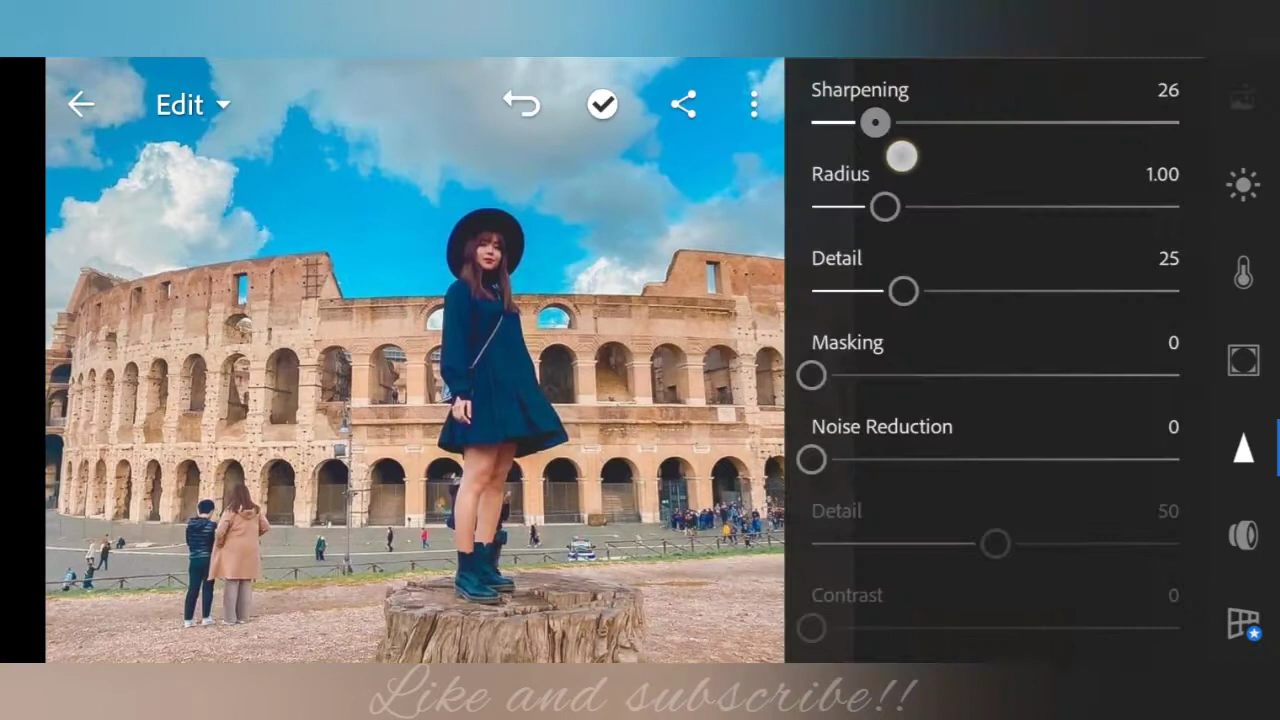 Edit
Sharpening 26
Radius 1.00
Detail 25
Masking 0
Noise Reduction 0
Detail 50
Contrast 0
Like and subscribe!!